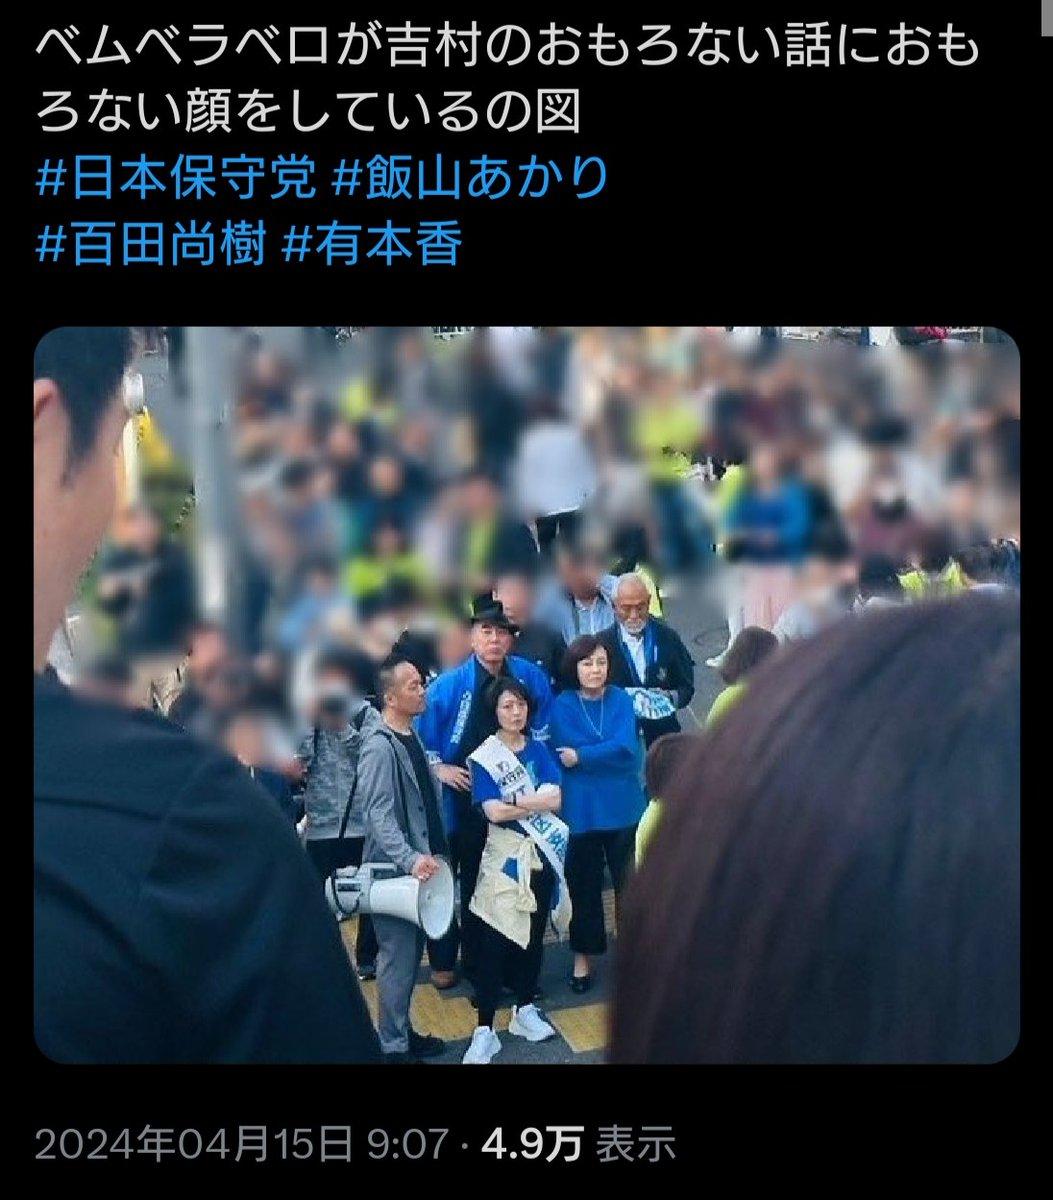 ベムベラベロが吉村のおもろない話におも
ろない顔をしているの図
#日本保守党 #飯山あかり
#百田尚樹 #有本香
2024年04月15日 9:07 · 4.9万 表示